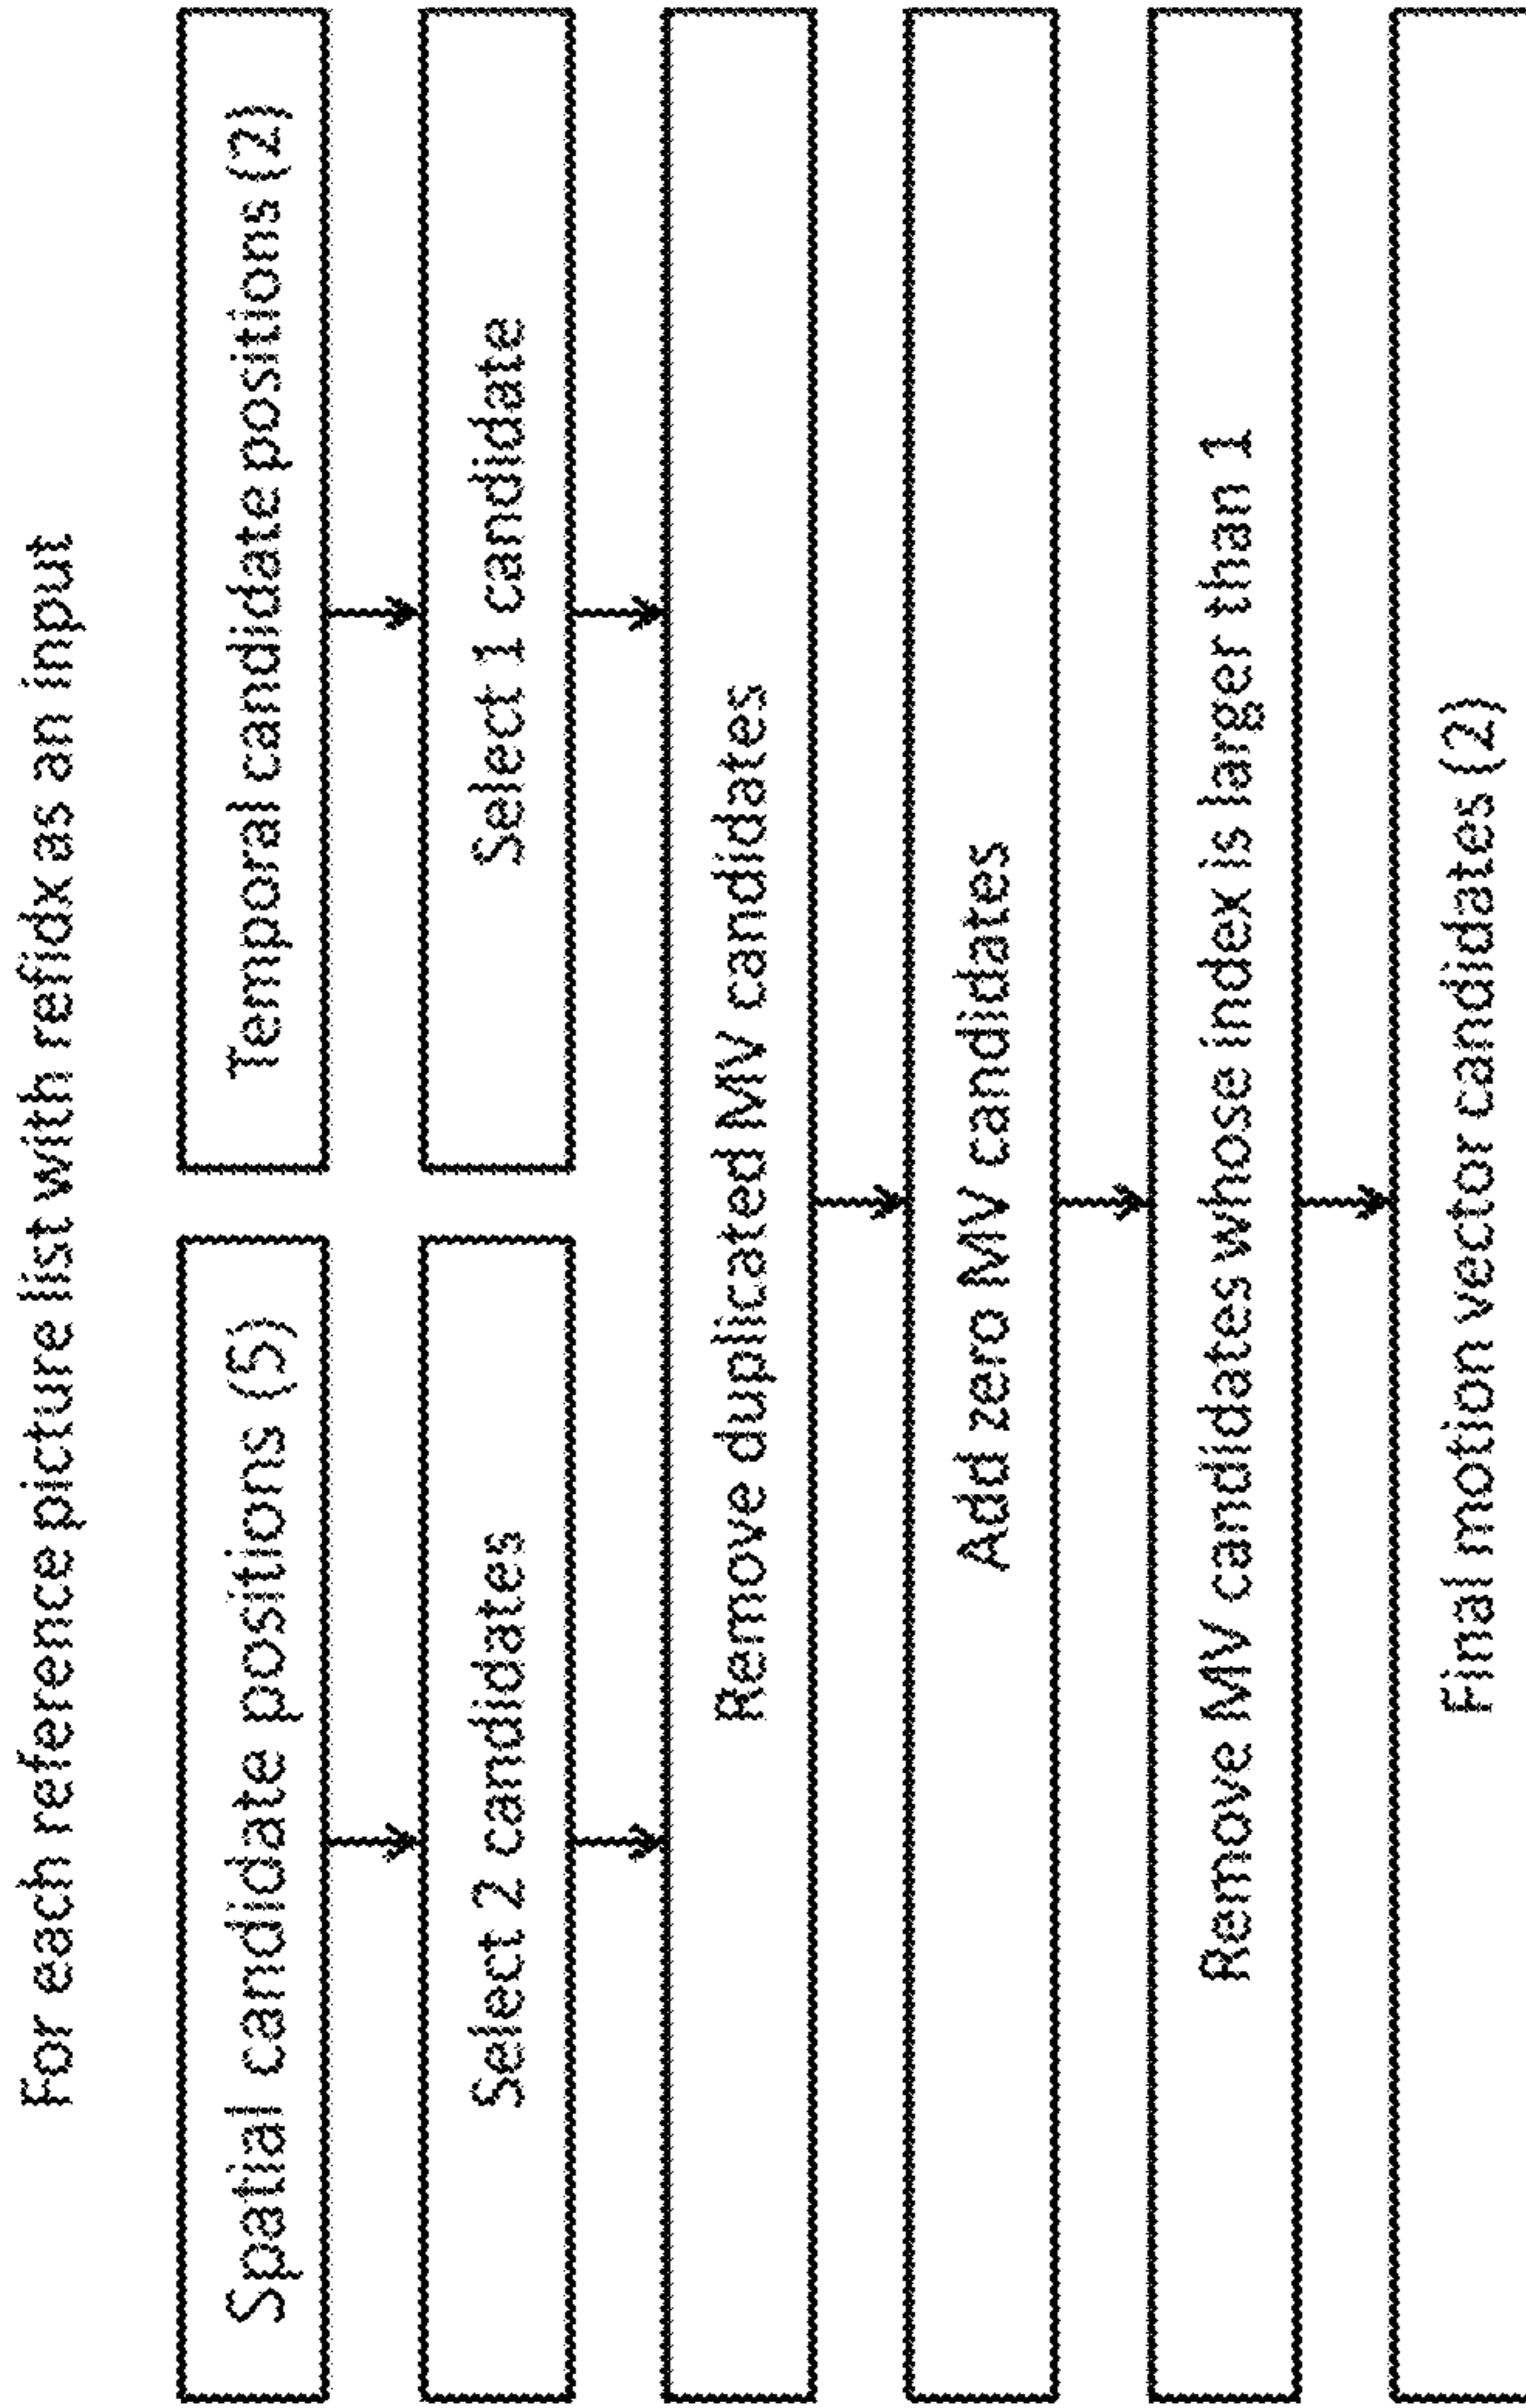 For each reference picture list with refidx as an input
Spatial candidate positions (5)
Temporal candidate positions (2)
Select 2 candidates
Select 1 candidate
Remove duplicated MV candidates
Add zero MV candidates
Remove MV candidates whose index is larger than 1
Final motion vector candidates (2)